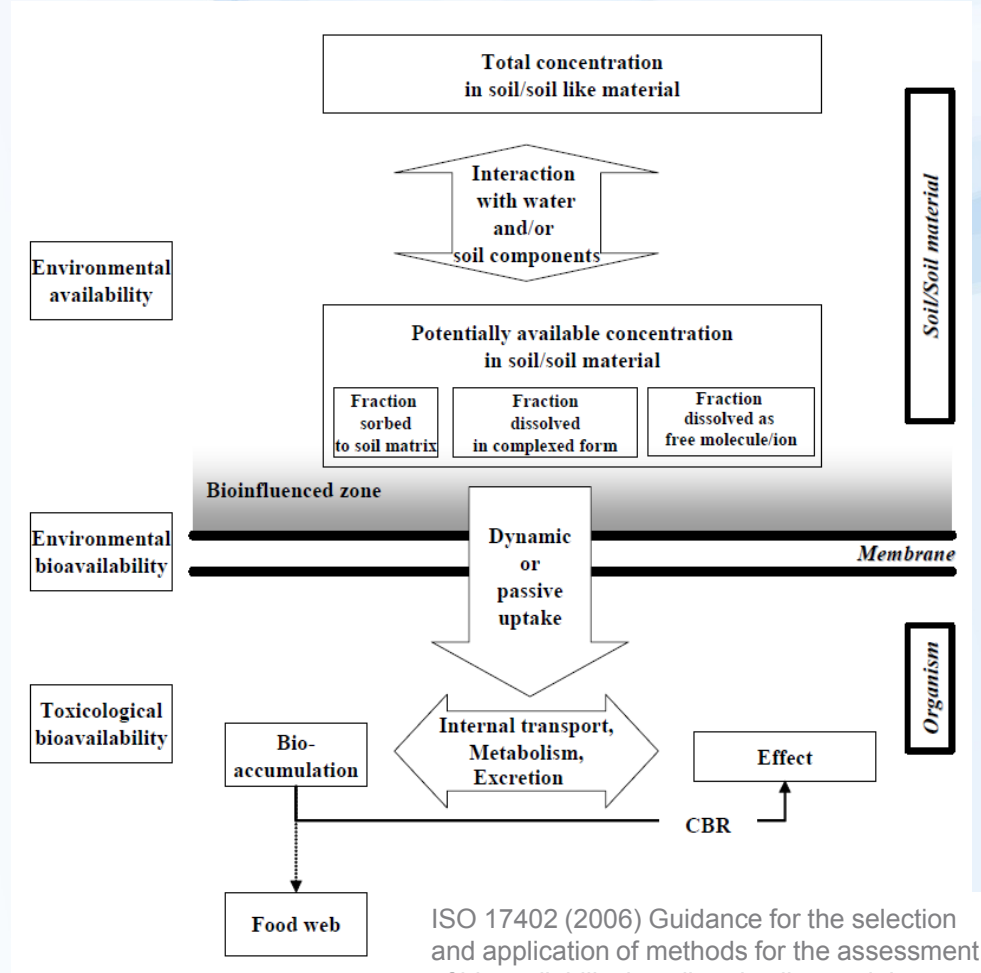 Total concentration
in soil/soil like material
Interaction
with water
and/or
soil components
Soil/Soil material
Environmental
availability
Potentially available concentration
in soil/soil material
Fraction
sorbed
to soil matrix
Fraction
dissolved
in complexed form
Fraction
dissolved as
free molecule/ion
Bioinfluenced zone
Environmental
bioavailability
Dynamic
or
passive
uptake
Membrane
Organism
Toxicological
bioavailability
Bio-
accumulation
Internal transport,
Metabolism,
Excretion
Effect
CBR
Food web
ISO 17402 (2006) Guidance for the selection
and application of methods for the assessment